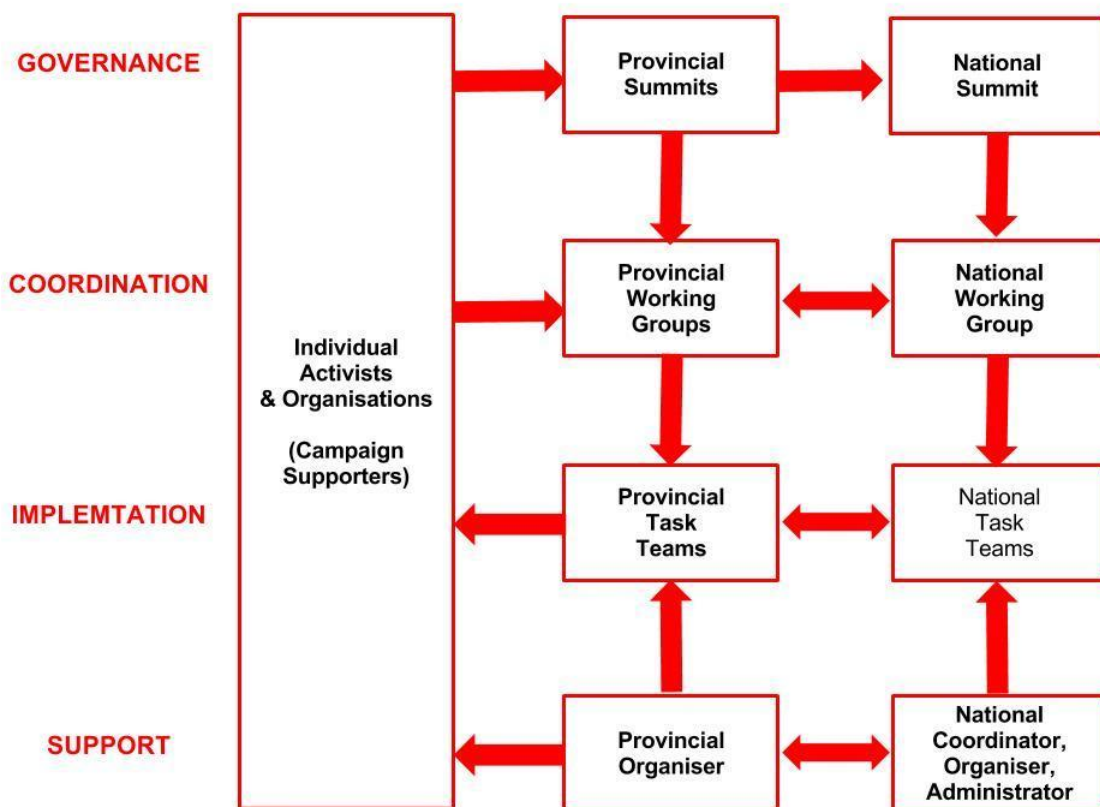 GOVERNANCE
Provincial
Summits
National
Summit
COORDINATION
Provincial
Working
Groups
National
Working
Group
Individual
Activists
& Organisations
(Campaign
Supporters)
IMPLEMTATION
Provincial
Task
Teams
National
Task
Teams
SUPPORT
Provincial
Organiser
National
Coordinator,
Organiser,
Administrator